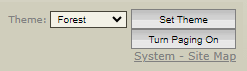 Theme: Forest Set Theme
Turn Paging On
System - Site Map